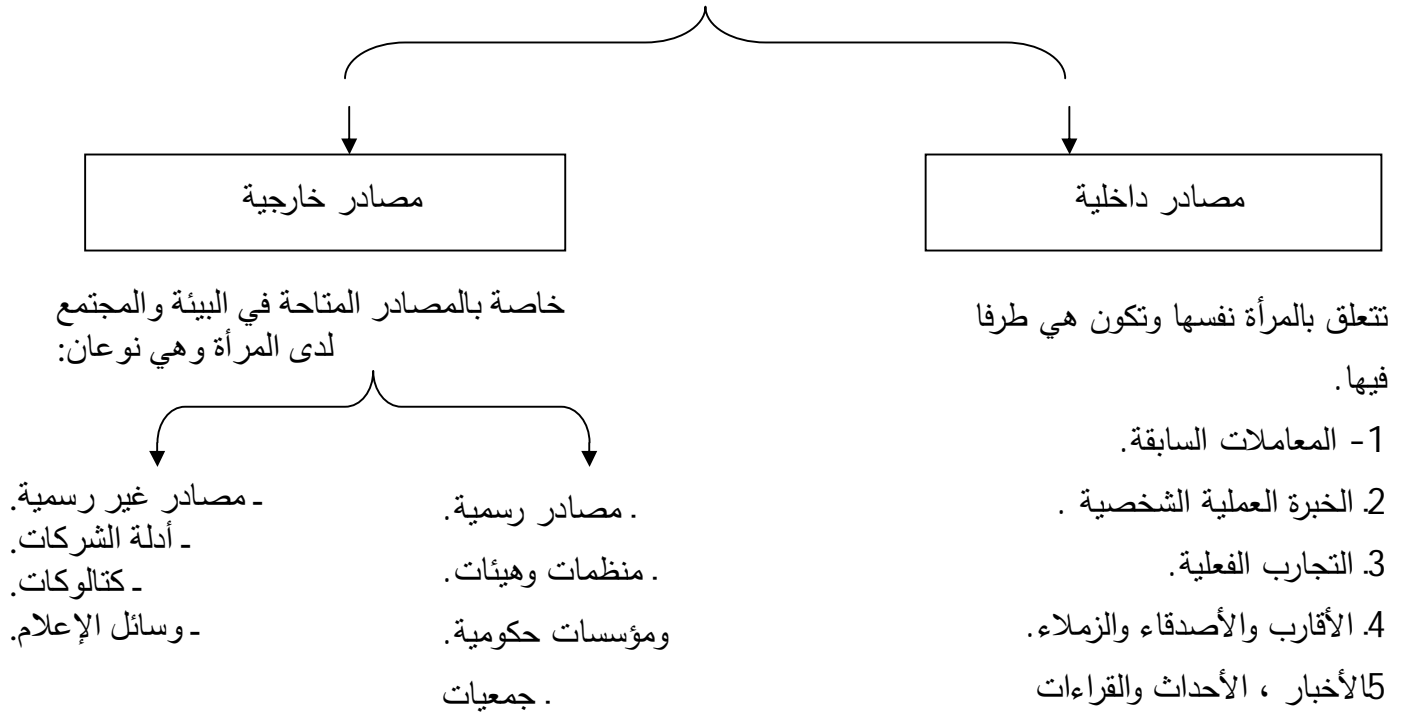 مصادر داخلية
تتعلق بالمرأة نفسها وتكون هي طرفا
فيها.
1- المعاملات السابقة.
2. الخبرة العملية الشخصية .
3. التجارب الفعلية.
4. الأقارب والأصدقاء والزملاء.
5الأخبار ، الأحداث والقراءات
مصادر خارجية
خاصة بالمصادر المتاحة في البيئة والمجتمع
لدى المرأة وهي نوعان:
. مصادر رسمية.
. منظمات وهيئات.
ومؤسسات حكومية.
. جمعيات
- مصادر غير رسمية.
- أدلة الشركات.
- كتالوكات.
- وسائل الإعلام.